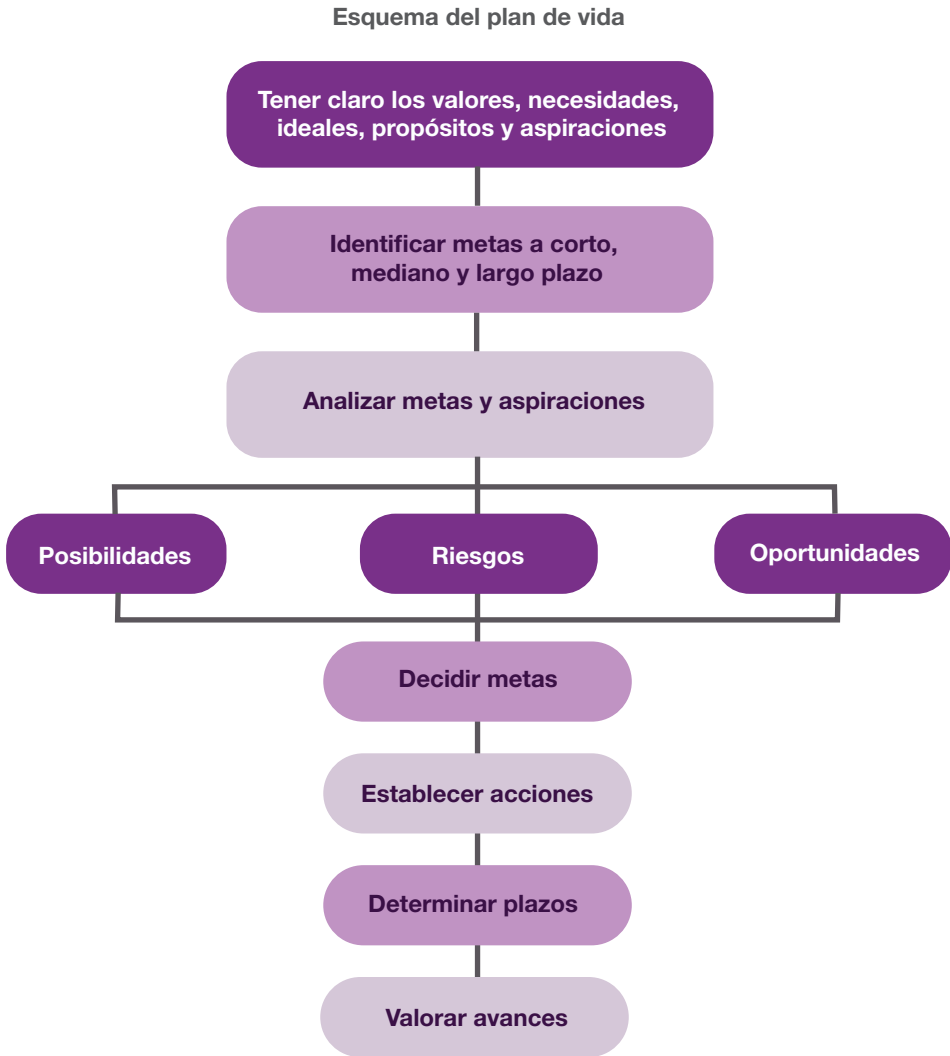 Esquema del plan de vida
Tener claro los valores, necesidades,
ideales, propósitos y aspiraciones
Identificar metas a corto,
mediano y largo plazo
Analizar metas y aspiraciones
Posibilidades
Riesgos
Oportunidades
Decidir metas
Establecer acciones
Determinar plazos
Valorar avances